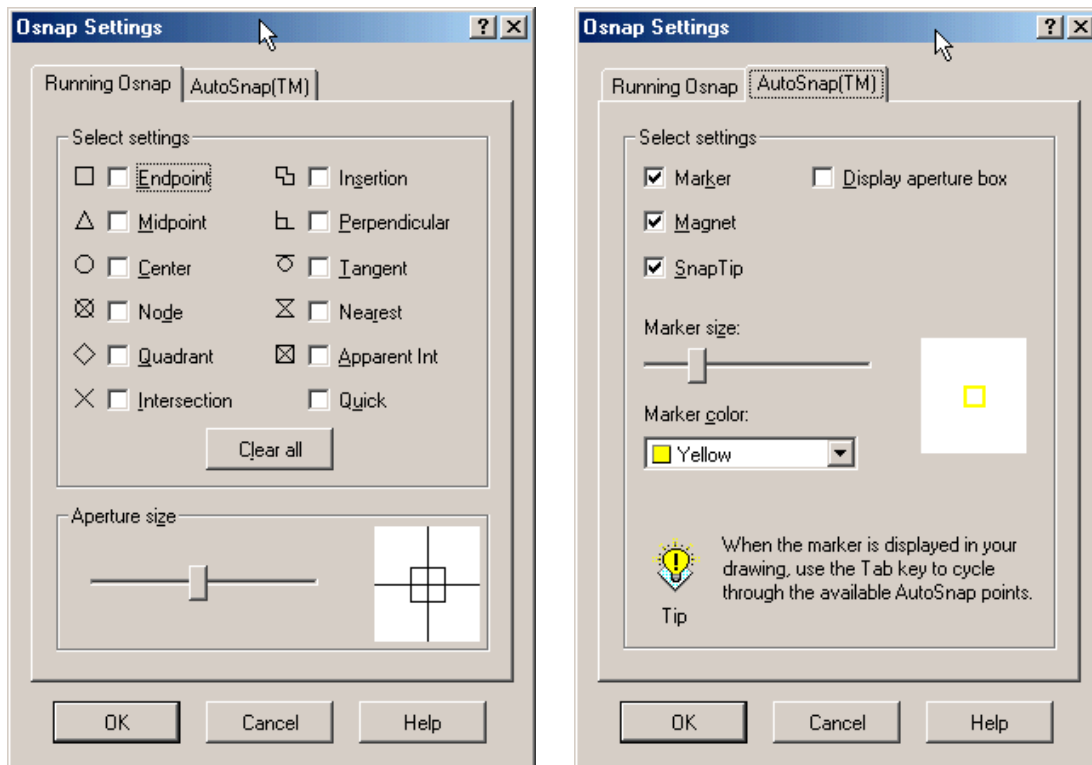 Osnap Settings
Running Osnap
AutoSnap(TM)
Select settings
Endpoint
Insertion
Midpoint
Perpendicular
Center
Tangent
Node
Nearest
Quadrant
Apparent Int
Intersection
Quick
Clear all
Aperture size
OK
Cancel
Help
Osnap Settings
Running Osnap
AutoSnap(TM)
Select settings
Marker
Display aperture box
Magnet
SnapTip
Marker size:
Marker color:
Yellow
When the marker is displayed in your
drawing, use the Tab key to cycle
through the available AutoSnap points.
Tip
OK
Cancel
Help